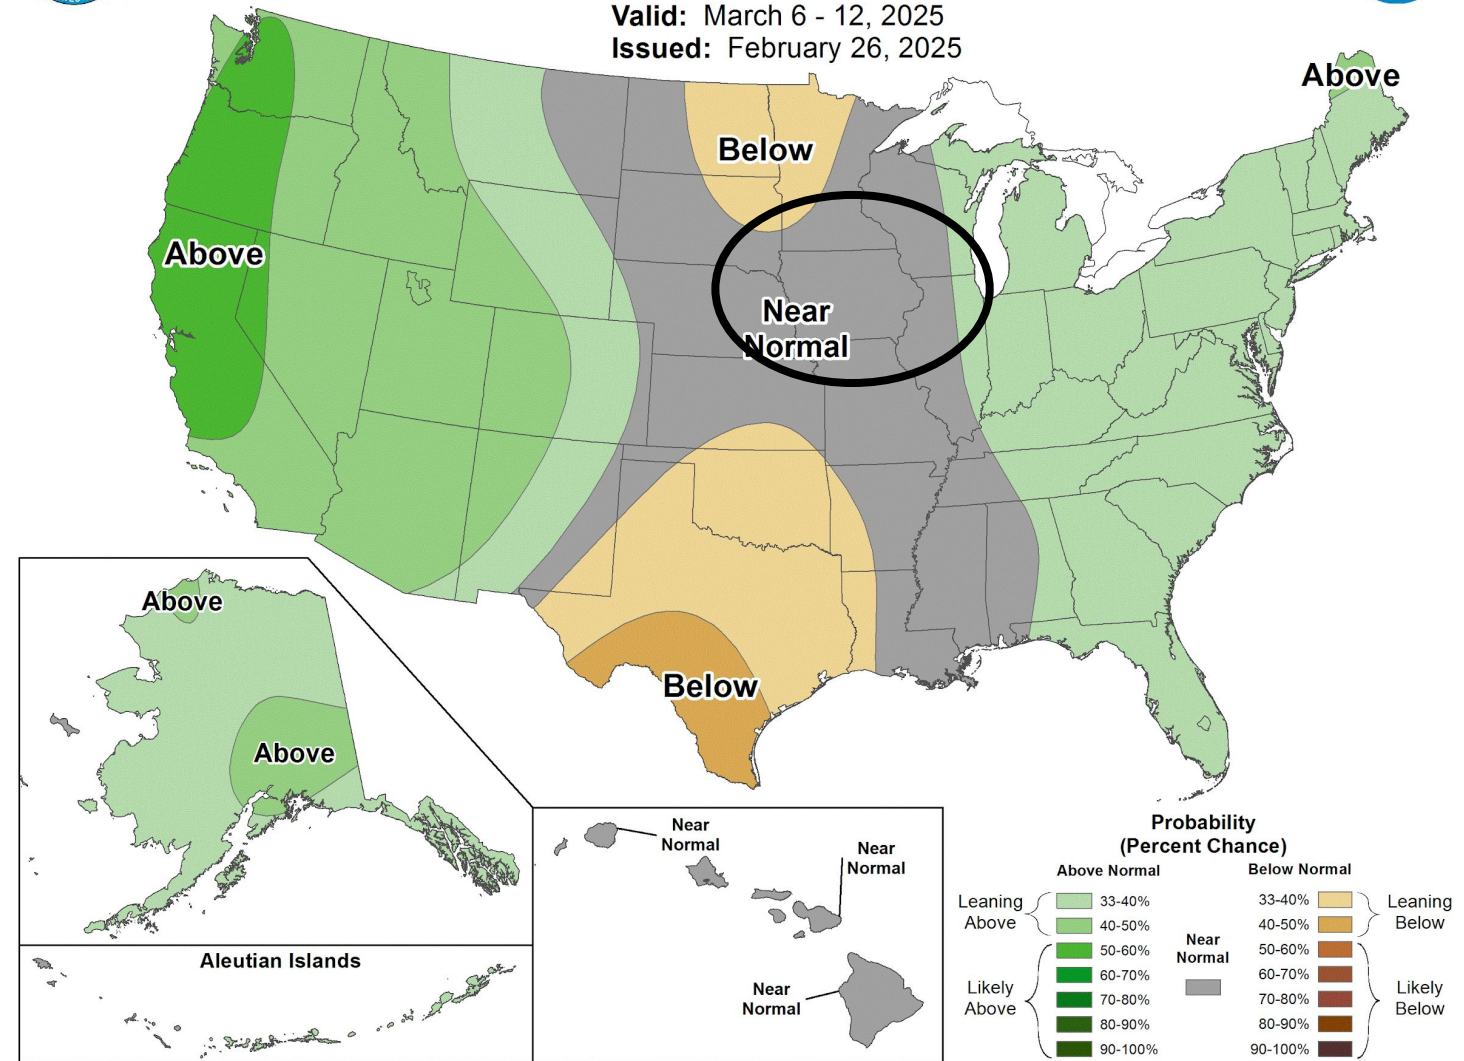 Valid: March 6 - 12, 2025
Issued: February 26, 2025
Above
Below
Above
Near
Normal
Below
Above
Above
Aleutian Islands
Near
Normal
Near
Normal
Near
Normal
Probability
(Percent Chance)
Above Normal
Below Normal
Leaning
Above
33-40%
40-50%
Likely
Above
50-60%
60-70%
70-80%
80-90%
90-100%
Near
Normal
33-40%
40-50%
Leaning
Below
50-60%
60-70%
70-80%
80-90%
90-100%
Likely
Below